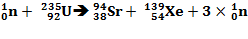 ¹₀n + ²³⁵₉₂U➔ ⁹⁴₃₈Sr + ¹³⁹₅₄Xe + 3 × ¹₀n